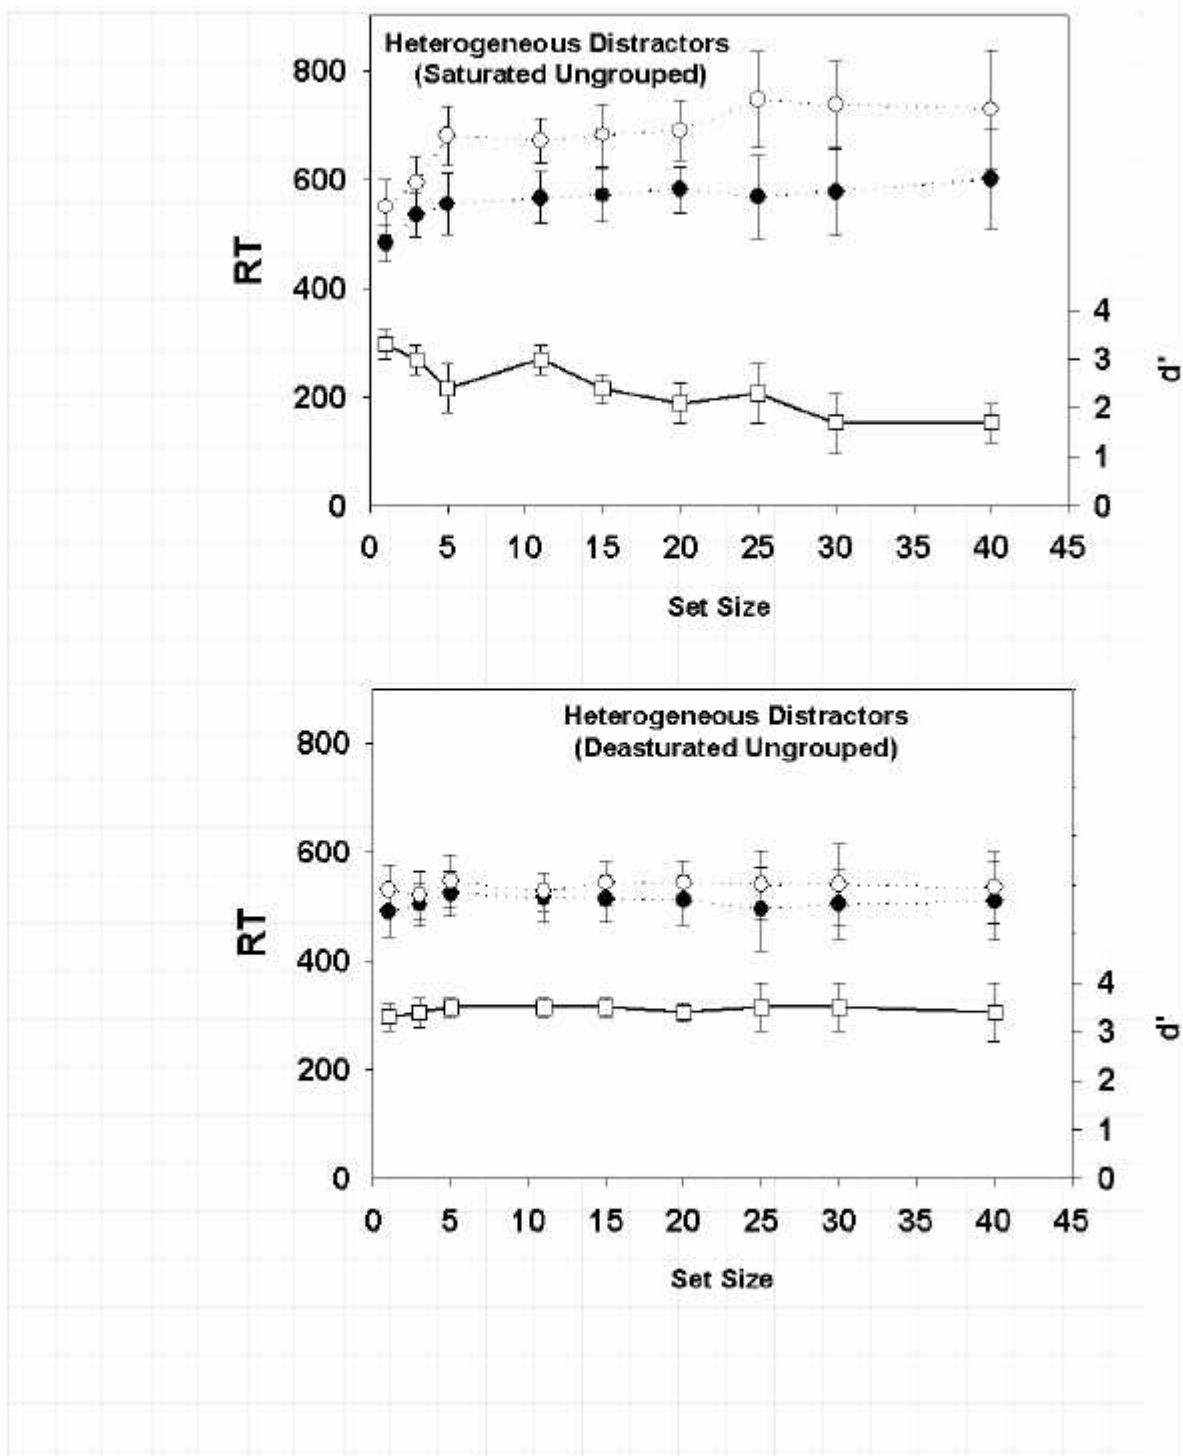 Heterogeneous Distractors
(Saturated Ungrouped)
800
600
RT
400
4
3
d'
200
2
1
0
0
0 5 10 15 20 25 30 35 40 45
Set Size
Heterogeneous Distractors
(Deasturated Ungrouped)
800
600
RT
400
4
3
d'
200
2
1
0
0
0 5 10 15 20 25 30 35 40 45
Set Size